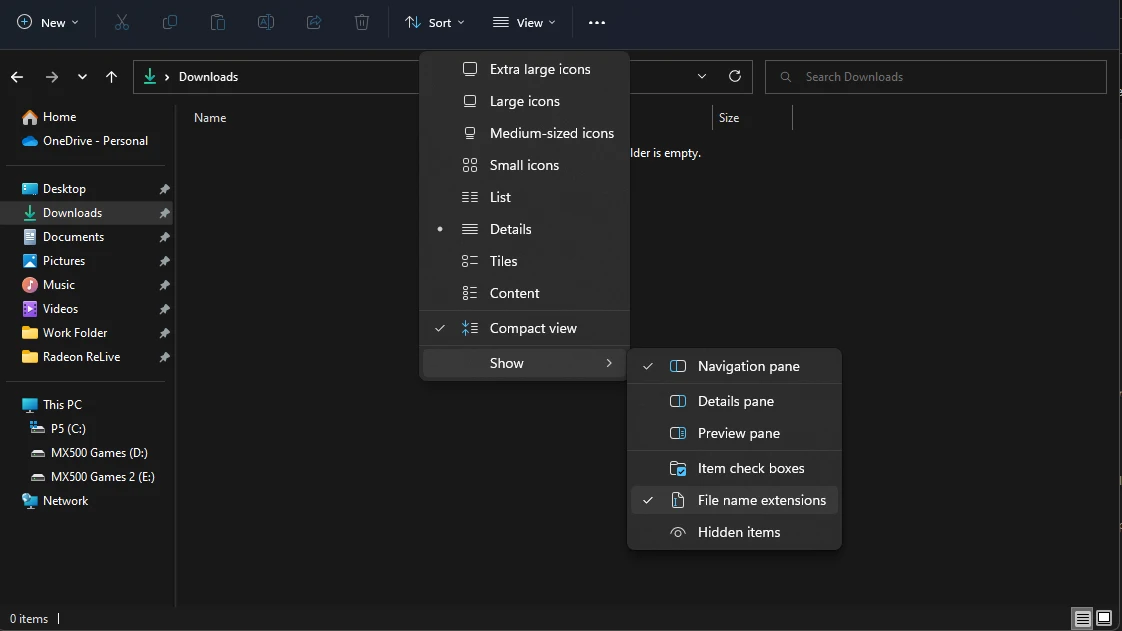 New
Sort
View
Downloads
Search Downloads
Home
OneDrive - Personal
Desktop
Downloads
Documents
Pictures
Music
Videos
Work Folder
Radeon ReLive
This PC
P5 (C:)
MX500 Games (D:)
MX500 Games 2 (E:)
Network
Name
Size
lder is empty.
Extra large icons
Large icons
Medium-sized icons
Small icons
List
Details
Tiles
Content
Compact view
Show
Navigation pane
Details pane
Preview pane
Item check boxes
File name extensions
Hidden items
0 items